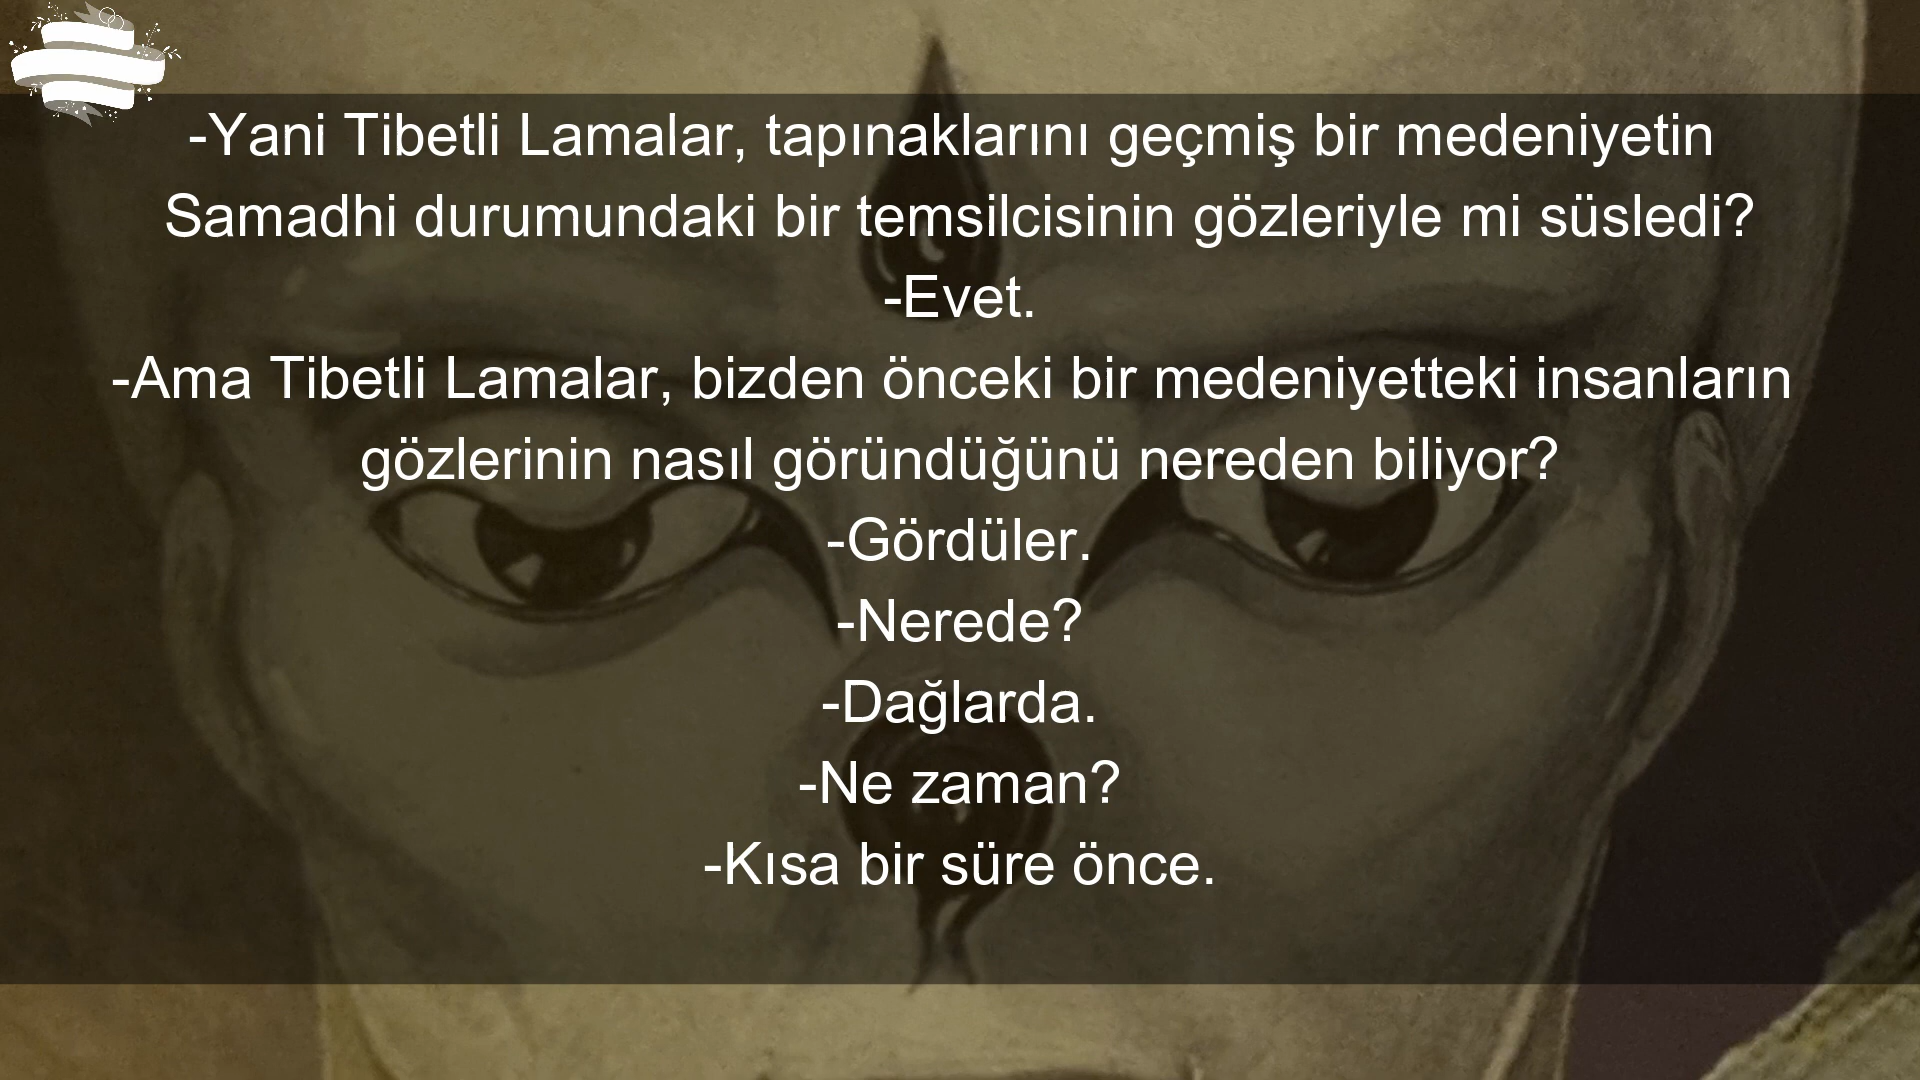 -Yani Tibetli Lamalar, tapınaklarını geçmiş bir medeniyetin
Samadhi durumundaki bir temsilcisinin gözleriyle mi süsledi?
-Evet.
-Ama Tibetli Lamalar, bizden önceki bir medeniyetteki insanların
gözlerinin nasıl göründüğünü nereden biliyor?
-Gördüler.
-Nerede?
-Dağlarda.
-Ne zaman?
-Kısa bir süre önce.